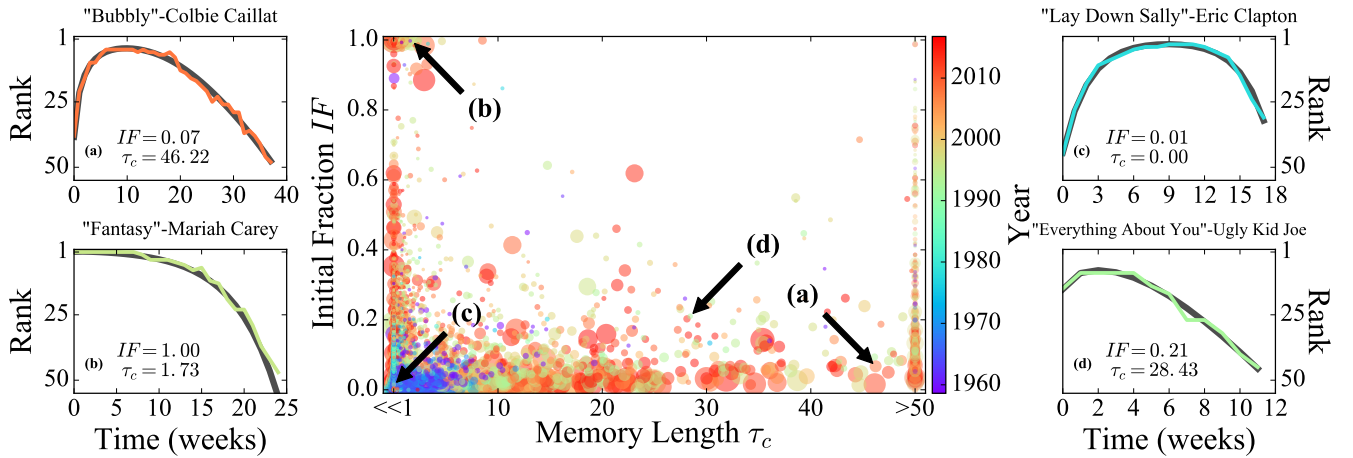 "Bubbly"-Colbie Caillat
1
25
50
Rank
(a)
IF = 0.07
τc = 46.22
0 10 20 30 40
"Fantasy"-Mariah Carey
1
25
50
Rank
(b)
IF = 1.00
τc = 1.73
0 5 10 15 20 25
Time (weeks)
Initial Fraction IF
1.0
0.8
0.6
0.4
0.2
0.0
(b)
(d)
(a)
(c)
<<1 10 20 30 40 >50
Memory Length τc
2010
2000
1990
1980
1970
1960
Year
"Lay Down Sally"-Eric Clapton
1
25
50
Rank
(c)
IF = 0.01
τc = 0.00
0 3 6 9 12 15 18
"Everything About You"-Ugly Kid Joe
1
25
50
Rank
(d)
IF = 0.21
τc = 28.43
0 2 4 6 8 10 12
Time (weeks)